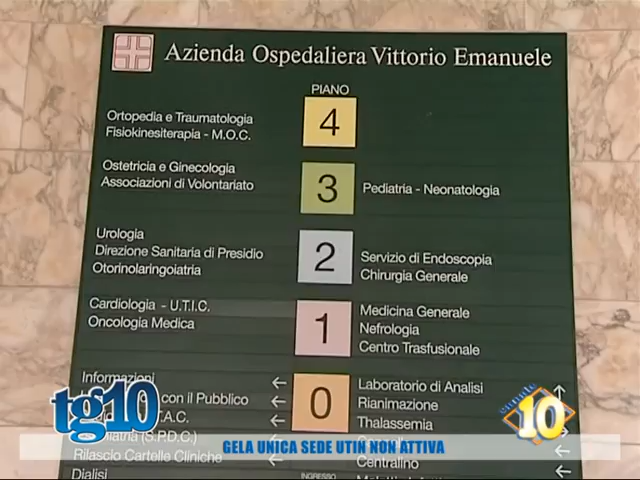 Azienda Ospedaliera Vittorio Emanuele
PIANO
Ortopedia e Traumatologia
Fisiokinesiterapia - M.O.C.
4
Ostetricia e Ginecologia
Associazioni di Volontariato
3
Pediatria - Neonatologia
Urologia
Direzione Sanitaria di Presidio
Otorinolaringoiatria
2
Servizio di Endoscopia
Chirurgia Generale
Cardiologia - U.T.I.C.
Oncologia Medica
1
Medicina Generale
Nefrologia
Centro Trasfusionale
Informazioni
con il Pubblico
(S.P.D.C.)
Rilascio Cartelle Cliniche
Dialisi
0
INGRESSO
Laboratorio di Analisi
Rianimazione
Thalassemia
Centralino
tg10
canale 10
GELA UNICA SEDE UTIN NON ATTIVA